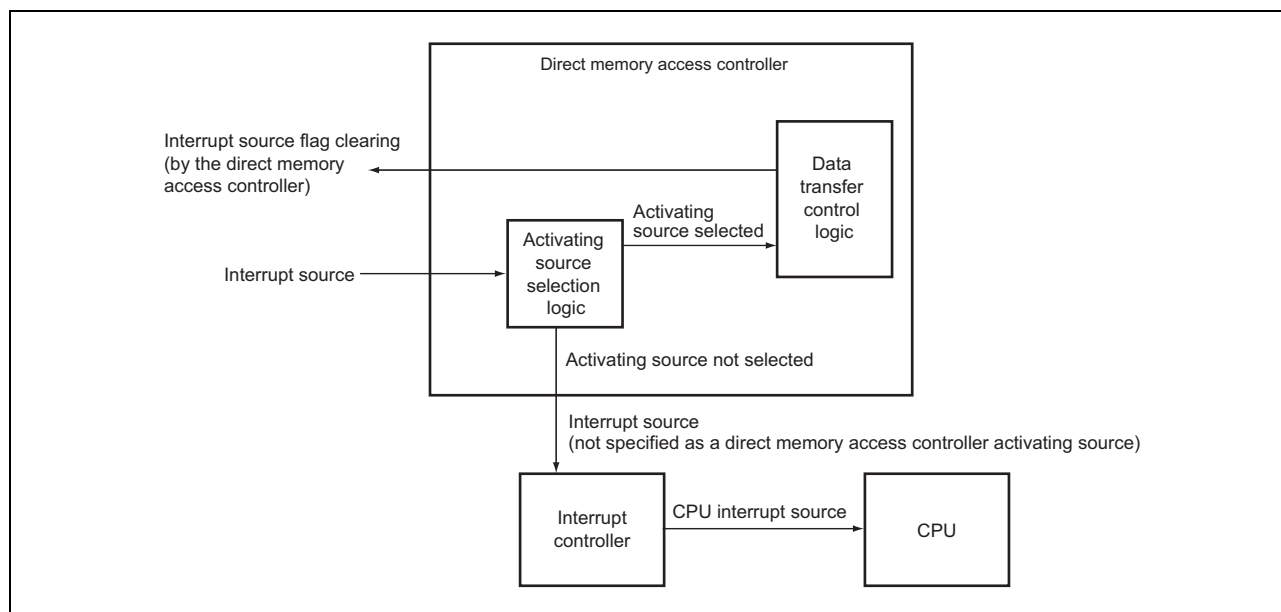 Direct memory access controller
Interrupt source flag clearing
(by the direct memory
access controller)
Data
transfer
control
logic
Activating
source selected
Activating
source
selection
logic
Interrupt source
Activating source not selected
Interrupt source
(not specified as a direct memory access controller activating source)
Interrupt
controller
CPU interrupt source
CPU